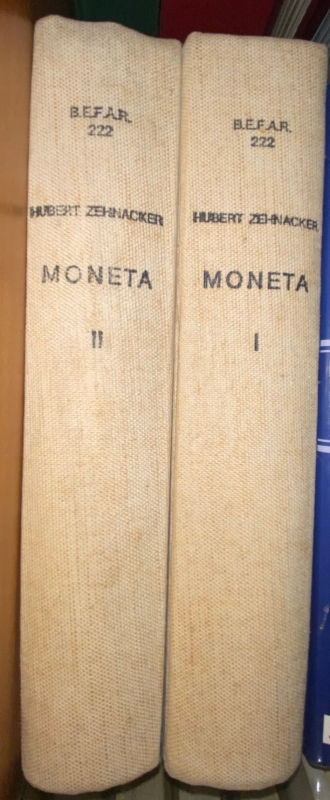 B.E.F.A.R.
222
HUBERT ZEHNACKER
MONETA
II
B.E.F.A.R.
222
HUBERT ZEHNACKER
MONETA
I